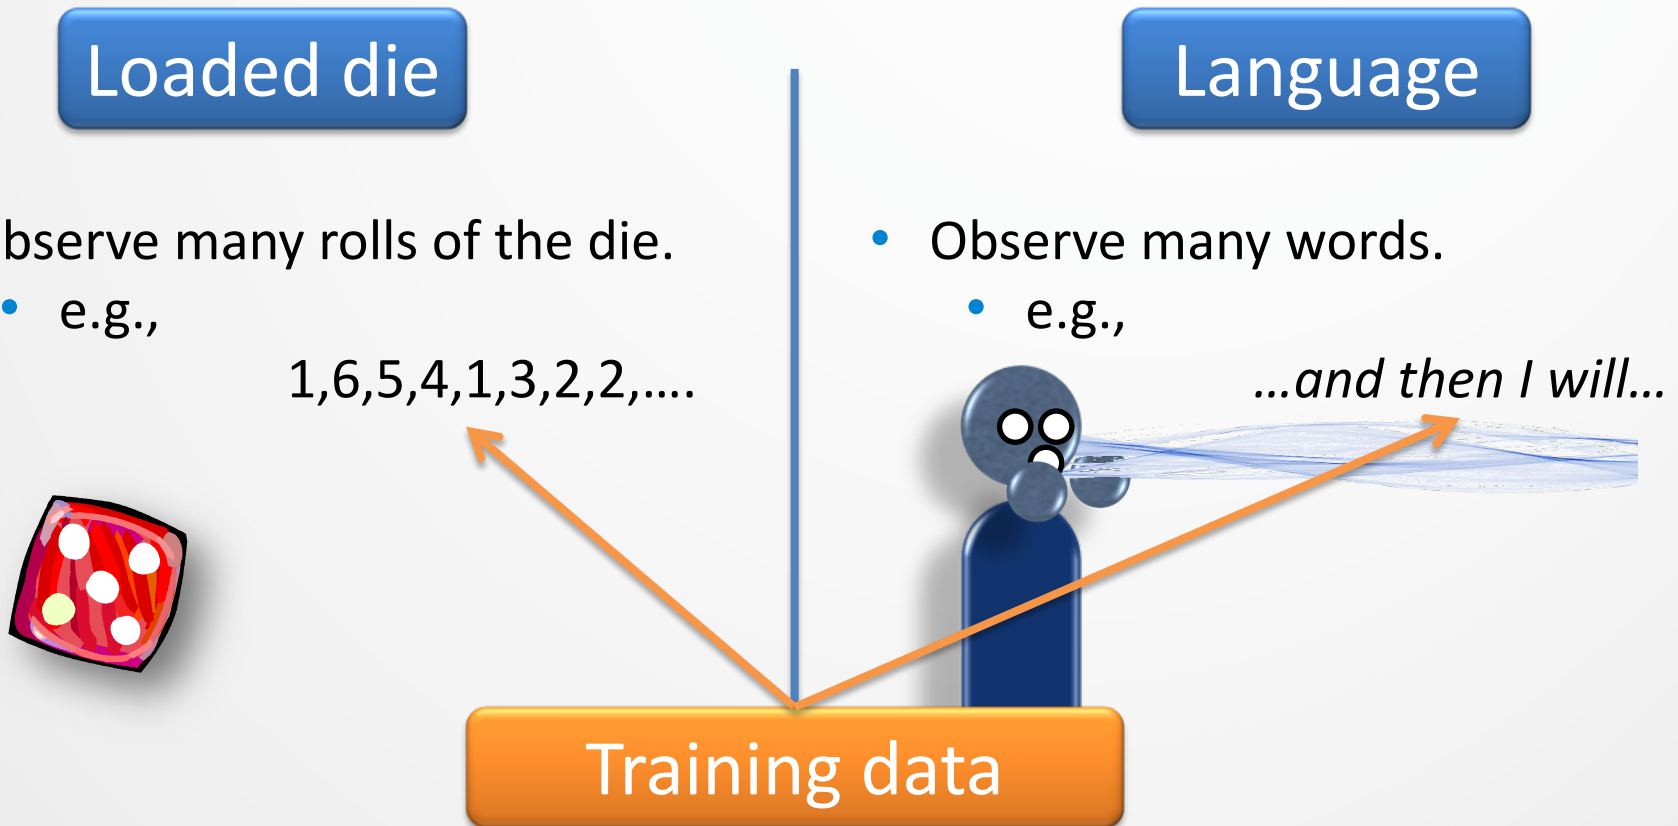 Loaded die
bserve many rolls of the die.
• e.g.,
1,6,5,4,1,3,2,2,….
Language
• Observe many words.
• e.g.,
…and then I will…
Training data